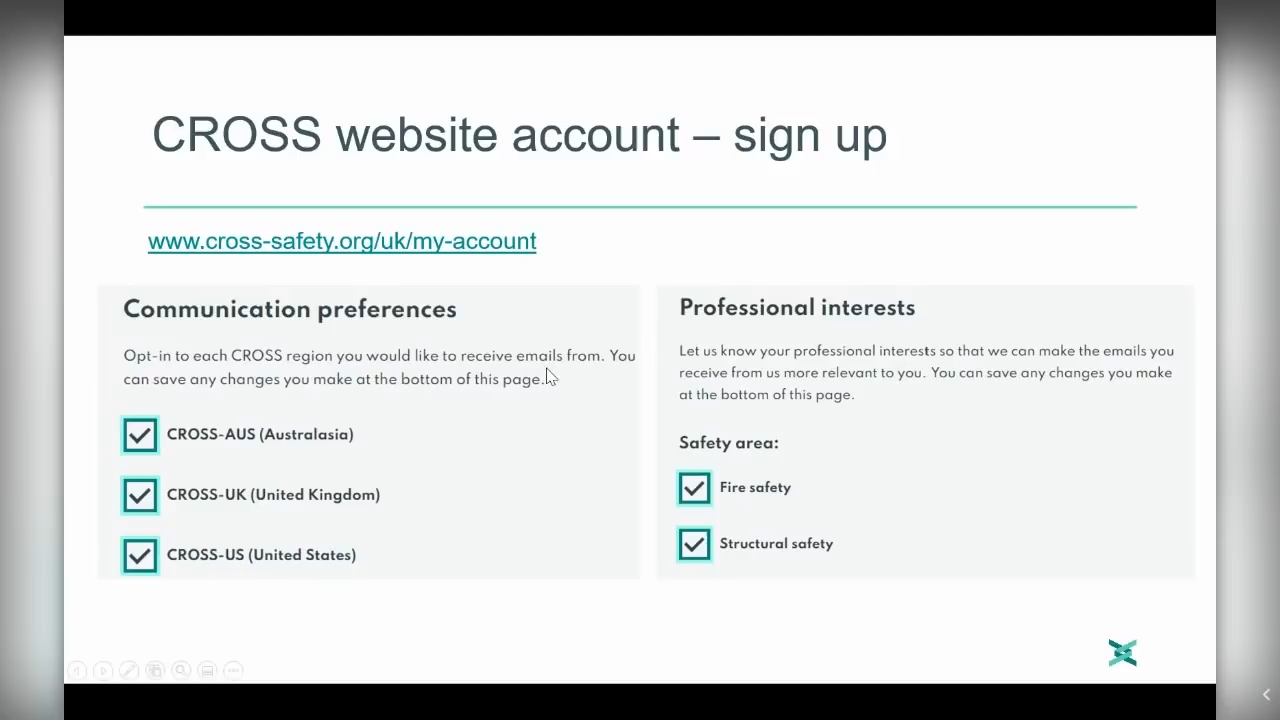 CROSS website account – sign up
www.cross-safety.org/uk/my-account
Communication preferences
Opt-in to each CROSS region you would like to receive emails from. You
can save any changes you make at the bottom of this page.
CROSS-AUS (Australasia)
CROSS-UK (United Kingdom)
CROSS-US (United States)
Professional interests
Let us know your professional interests so that we can make the emails you
receive from us more relevant to you. You can save any changes you make
at the bottom of this page.
Safety area:
Fire safety
Structural safety